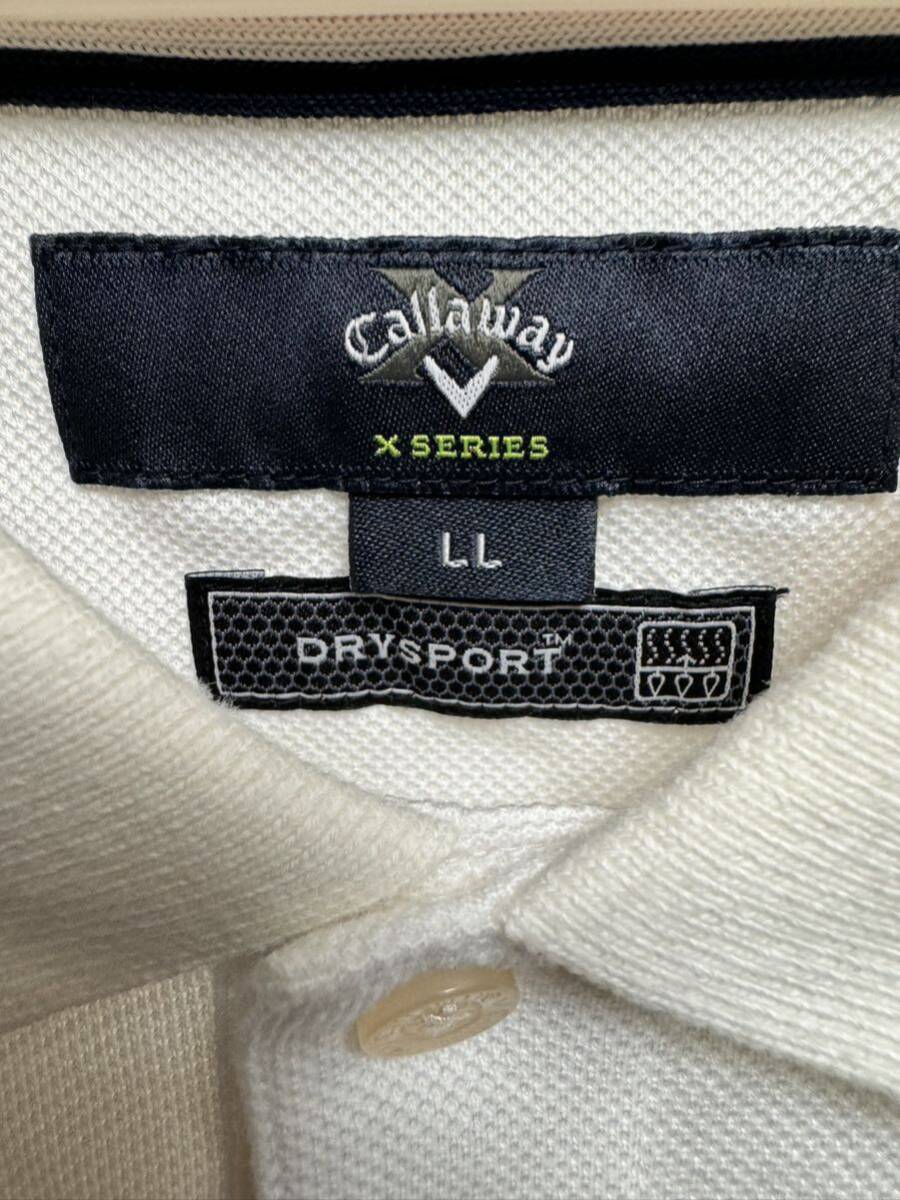 Callaway
X SERIES
LL
DRYSPORT™